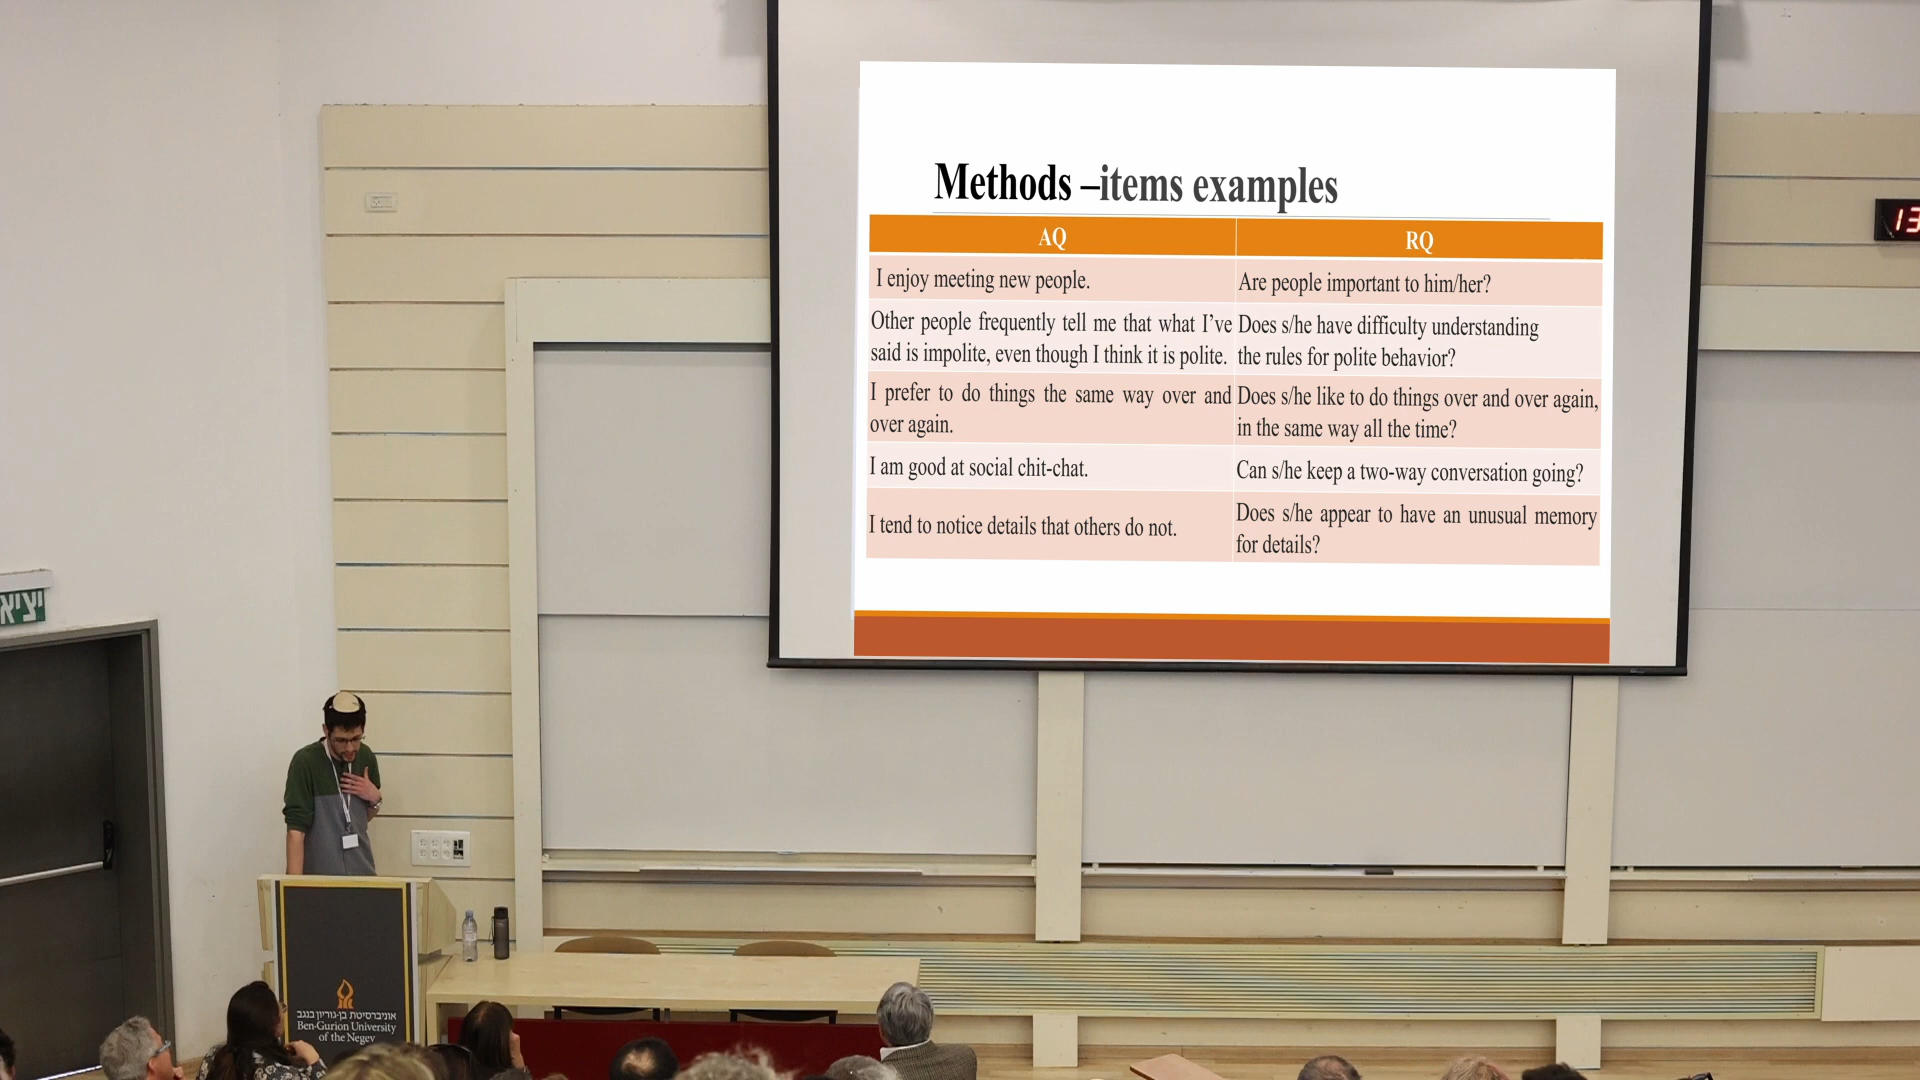 Methods –items examples
AQ
RQ
I enjoy meeting new people.
Are people important to him/her?
Other people frequently tell me that what I've
said is impolite, even though I think it is polite.
Does s/he have difficulty understanding
the rules for polite behavior?
I prefer to do things the same way over and
over again.
Does s/he like to do things over and over again,
in the same way all the time?
I am good at social chit-chat.
Can s/he keep a two-way conversation going?
I tend to notice details that others do not.
Does s/he appear to have an unusual memory
for details?
13
יציא
אוניברסיטת בן-גוריון בנגב
Ben-Gurion University
of the Negev